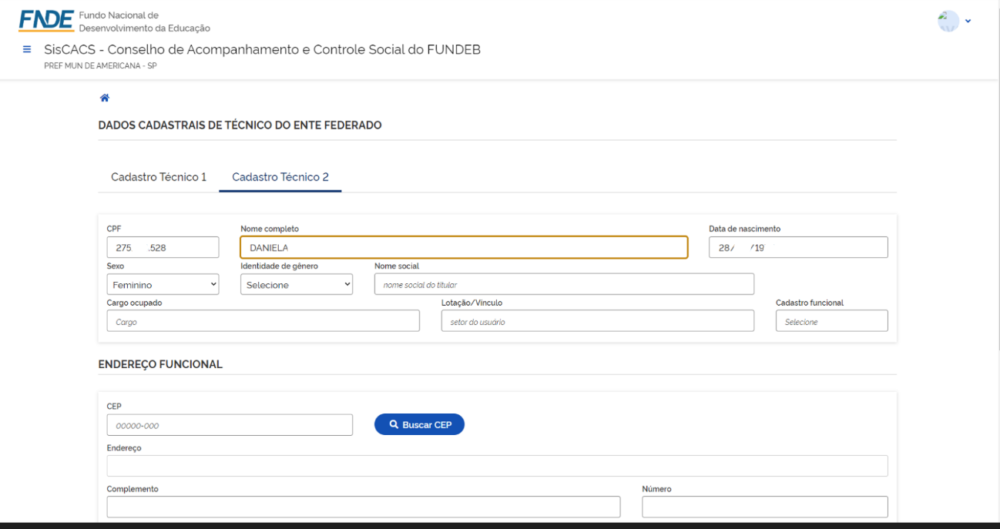 FNDE Fundo Nacional de
Desenvolvimento da Educação
SisCACS - Conselho de Acompanhamento e Controle Social do FUNDEB
PREF MUN DE AMERICANA - SP
DADOS CADASTRAIS DE TÉCNICO DO ENTE FEDERADO
Cadastro Técnico 1 Cadastro Técnico 2
CPF Nome completo Data de nascimento
275 .528 DANIELA 28/ /19
Sexo Identidade de gênero Nome social
Feminino Selecione nome social do titular
Cargo ocupado Lotação/Vínculo Cadastro funcional
Cargo setor do usuário Selecione
ENDEREÇO FUNCIONAL
CEP
00000-000 Buscar CEP
Endereço
Complemento Número